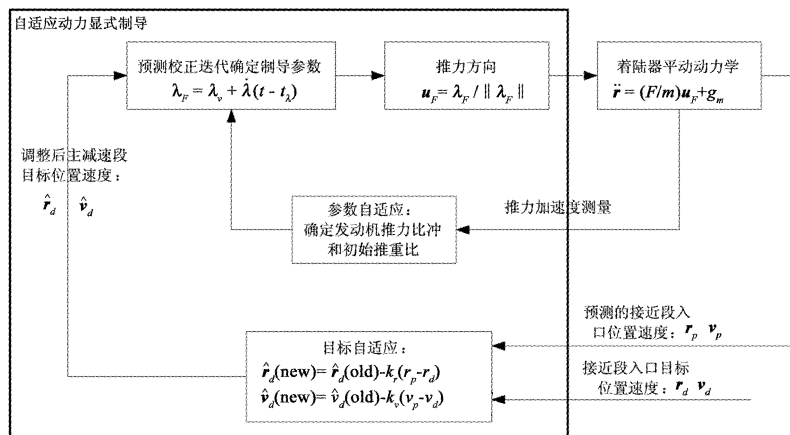 自适应动力显式制导
预测校正迭代确定制导参数
λ_F = λ_v + λ̇(t - t_λ)
推力方向
u_F = λ_F / ‖ λ_F ‖
着陆器平动动力学
r̈ = (F/m)u_F+g_m
调整后主减速段
目标位置速度：
r̂_d v̂_d
参数自适应：
确定发动机推力比冲
和初始推重比
推力加速度测量
目标自适应：
r̂_d(new)= r̂_d(old)-k_r(r_p-r_d)
v̂_d(new)= v̂_d(old)-k_v(v_p-v_d)
预测的接近段入
口位置速度：r_p v_p
接近段入口目标
位置速度：r_d v_d